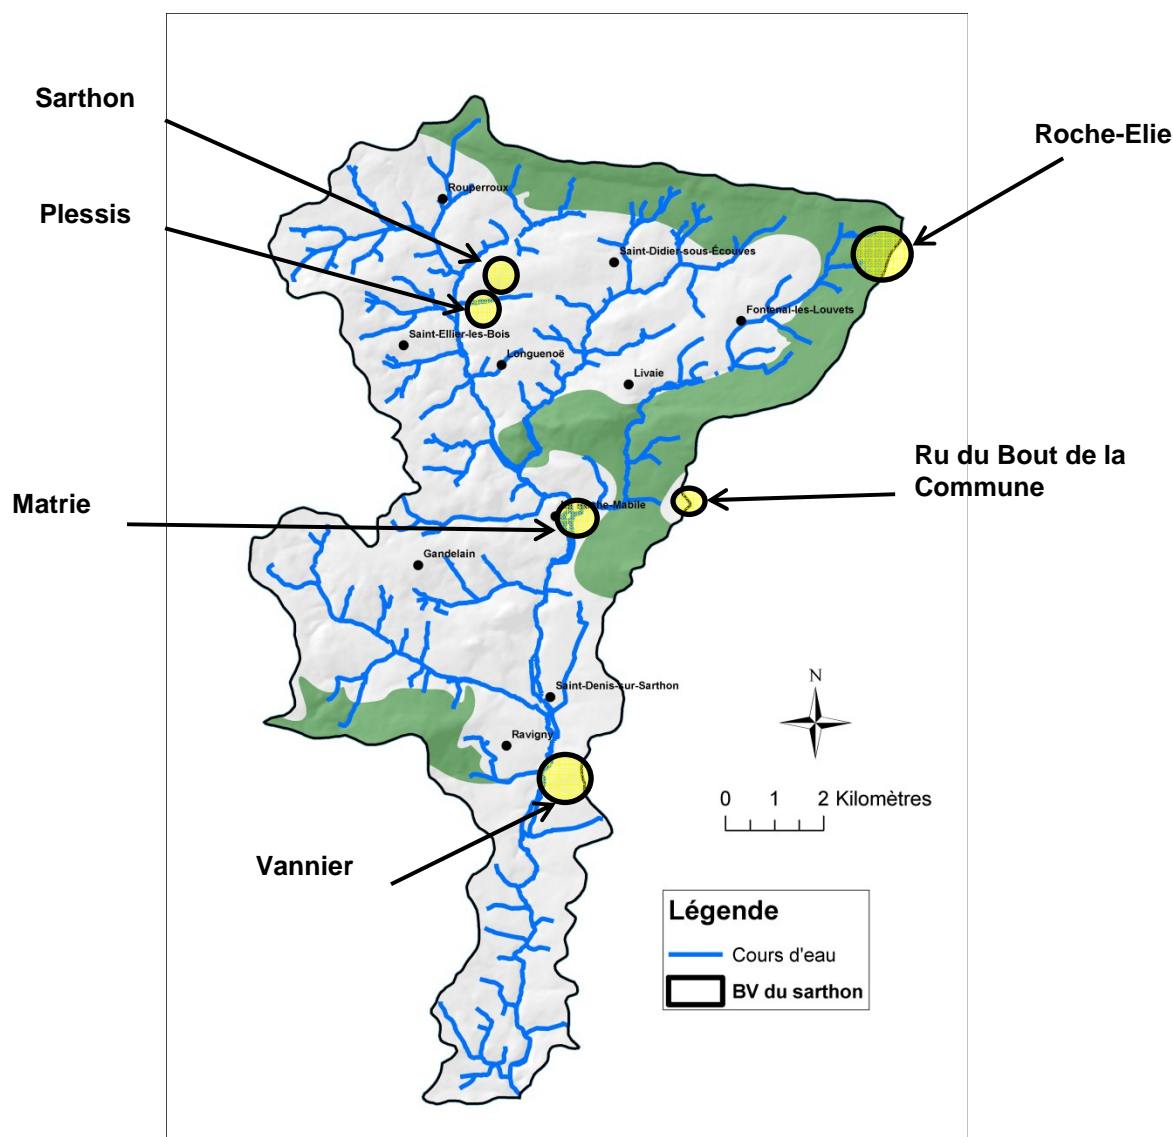 Sarthon
Roche-Elie
Plessis
Rouperroux
Saint-Didier-sous-Écouves
Fontenai-les-Louvets
Saint-Ellier-les-Bois
Longuenoë
Livaie
Ru du Bout de la
Commune
Matrie
Gandelain
Saint-Denis-sur-Sarthon
N
Ravigny
0 1 2 Kilomètres
Vannier
Légende
Cours d'eau
BV du sarthon